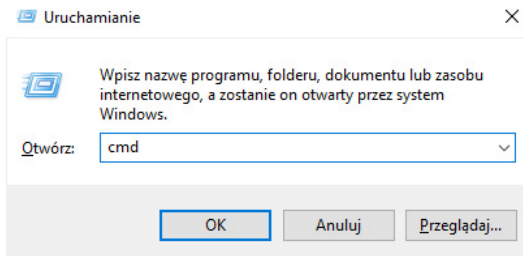 Uruchamianie
Wpisz nazwę programu, folderu, dokumentu lub zasobu
internetowego, a zostanie on otwarty przez system
Windows.
Otwórz: cmd
OK Anuluj Przeglądaj...